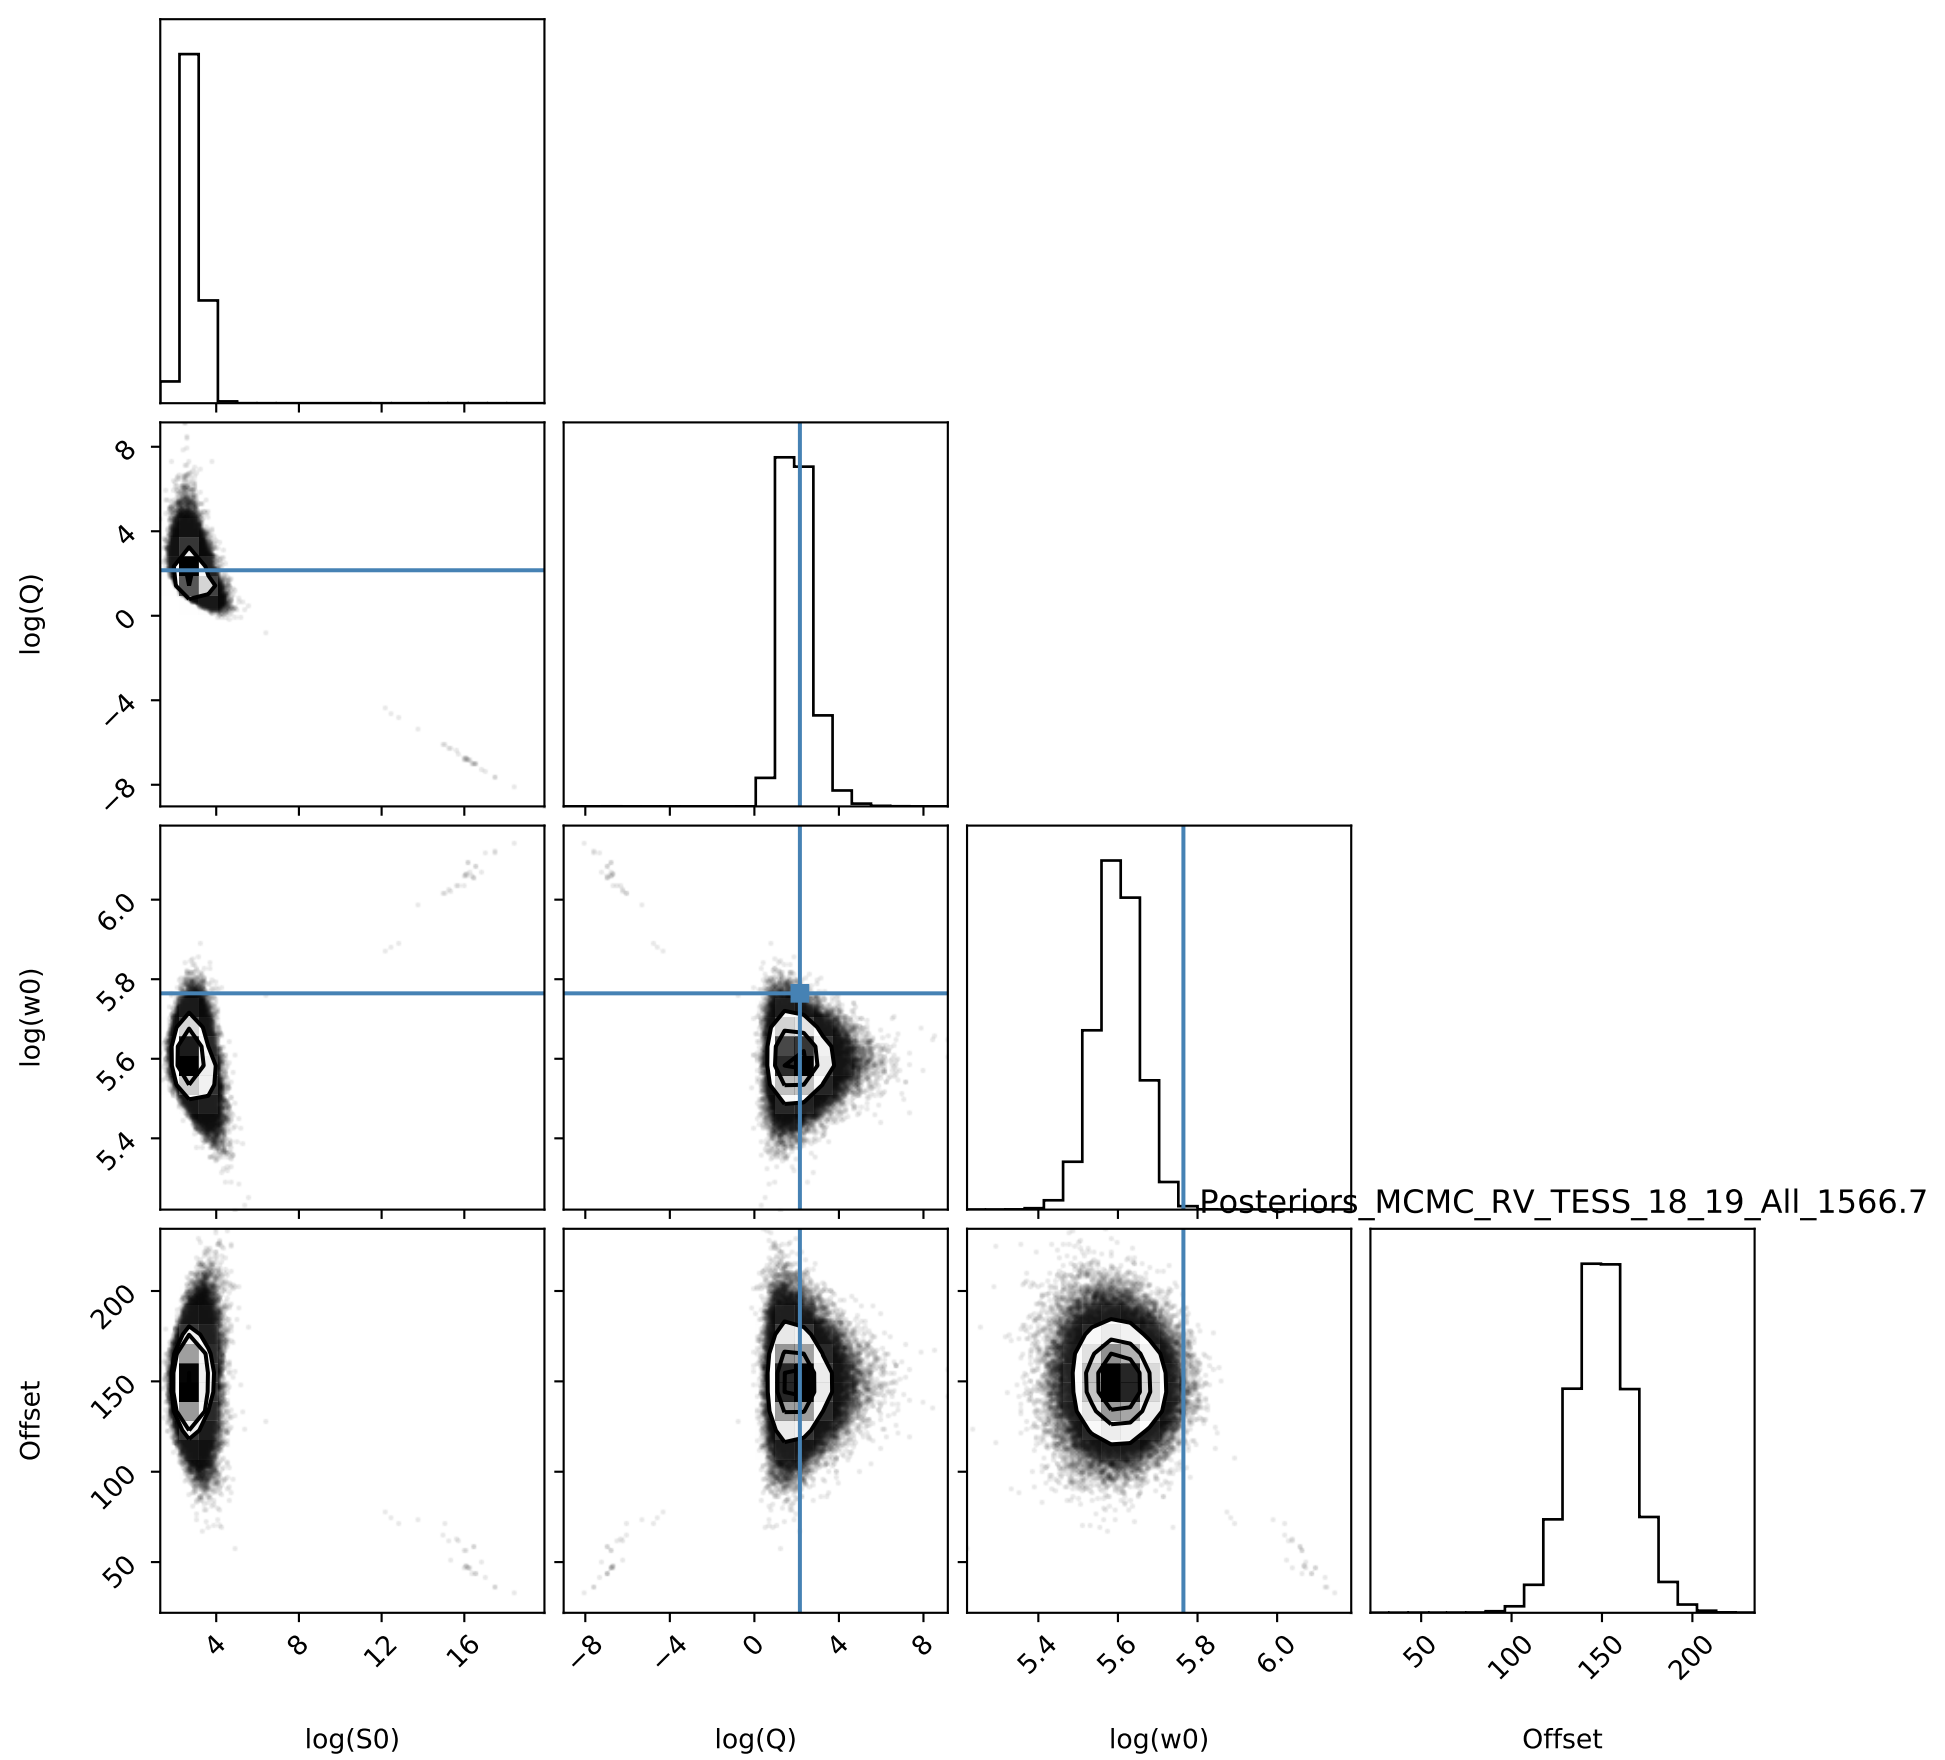 8
4
0
−4
−8
log(Q)
6.0
5.8
5.6
5.4
log(w0)
Posteriors_MCMC_RV_TESS_18_19_All_1566.7
200
150
100
50
Offset
4 8 12 16 −8 −4 0 4 8 5.4 5.6 5.8 6.0 50 100 150 200
log(S0) log(Q) log(w0) Offset